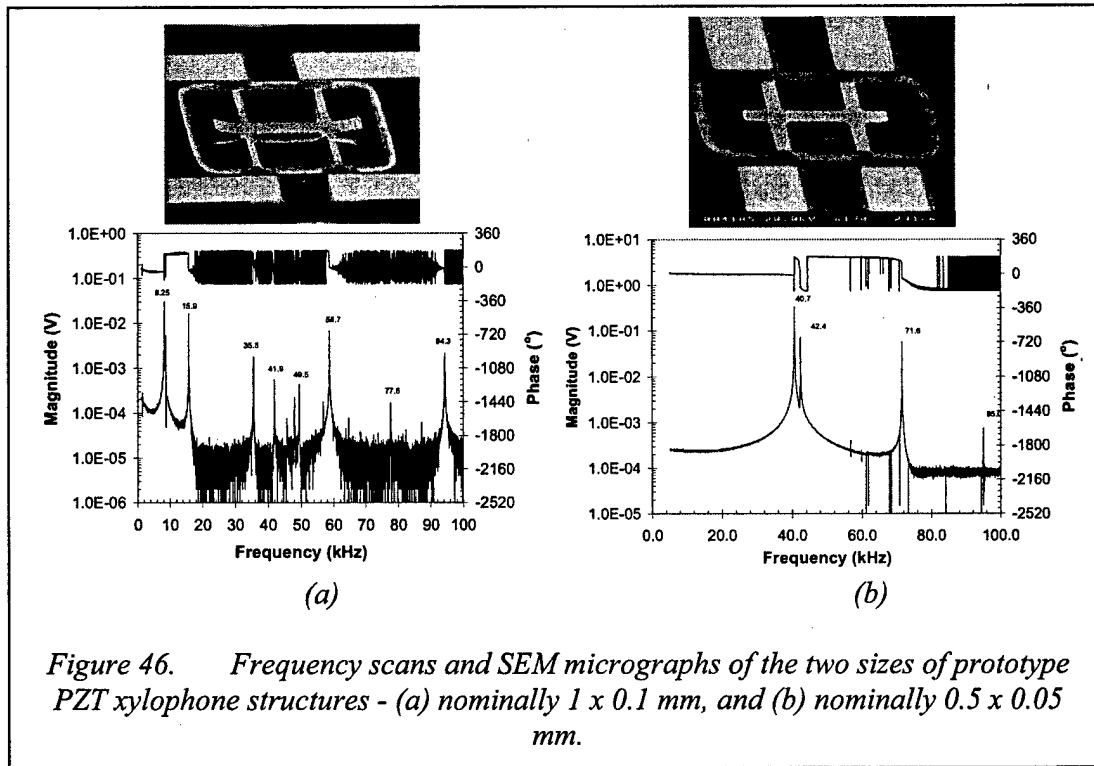 1.0E+00
1.0E-01
1.0E-02
1.0E-03
1.0E-04
1.0E-05
1.0E-06
Magnitude (V)
8.25
15.9
35.5
41.9
49.5
58.7
77.6
94.3
360
0
-360
-720
-1080
-1440
-1800
-2160
-2520
Phase (°)
0 10 20 30 40 50 60 70 80 90 100
Frequency (kHz)
(a)
1.0E+01
1.0E+00
1.0E-01
1.0E-02
1.0E-03
1.0E-04
1.0E-05
Magnitude (V)
40.7
42.4
71.6
360
0
-360
-720
-1080
-1440
-1800
-2160
-2520
Phase (°)
0.0 20.0 40.0 60.0 80.0 100.0
Frequency (kHz)
(b)
Figure 46. Frequency scans and SEM micrographs of the two sizes of prototype
PZT xylophone structures - (a) nominally 1 x 0.1 mm, and (b) nominally 0.5 x 0.05
mm.